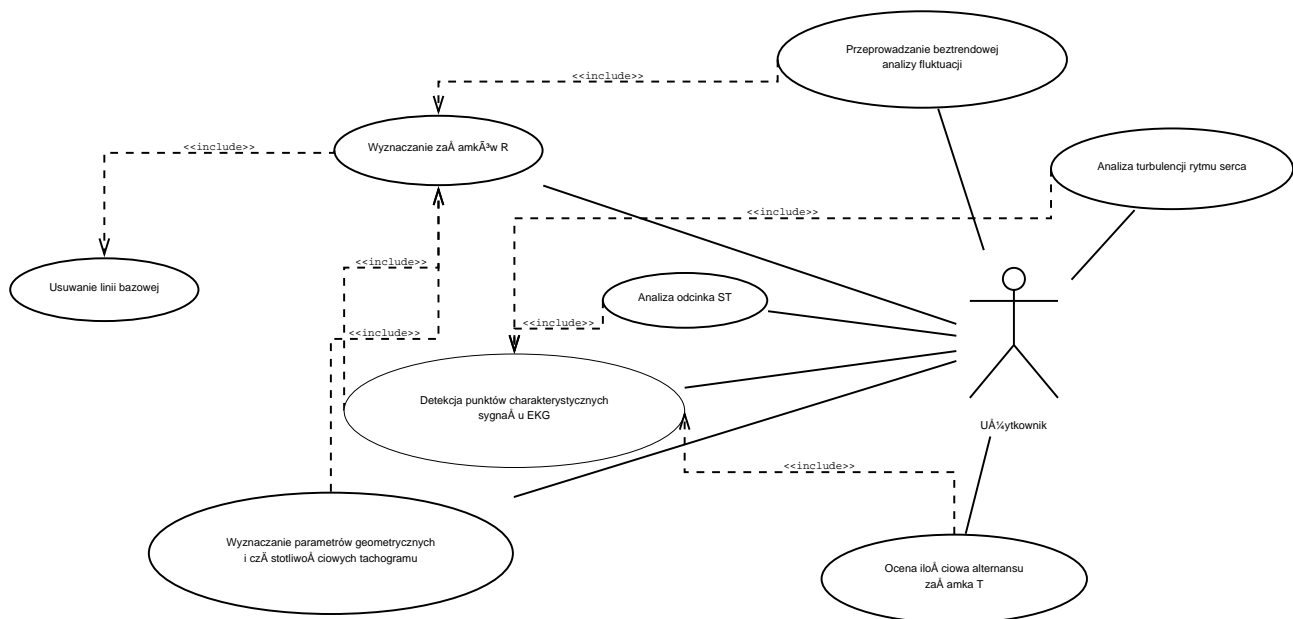 Przeprowadzanie beztrendowej
analizy fluktuacji
<<include>>
Wyznaczanie zaÅ amkÃ³w R
<<include>>
Analiza turbulencji rytmu serca
<<include>>
<<include>>
Usuwanie linii bazowej
Analiza odcinka ST
<<include>>
<<include>>
Detekcja punktów charakterystycznych
sygnaÅ u EKG
UÅ¼ytkownik
<<include>>
Wyznaczanie parametrów geometrycznych
i czÄ stotliwoÅ ciowych tachogramu
Ocena iloÅ ciowa alternansu
zaÅ amka T